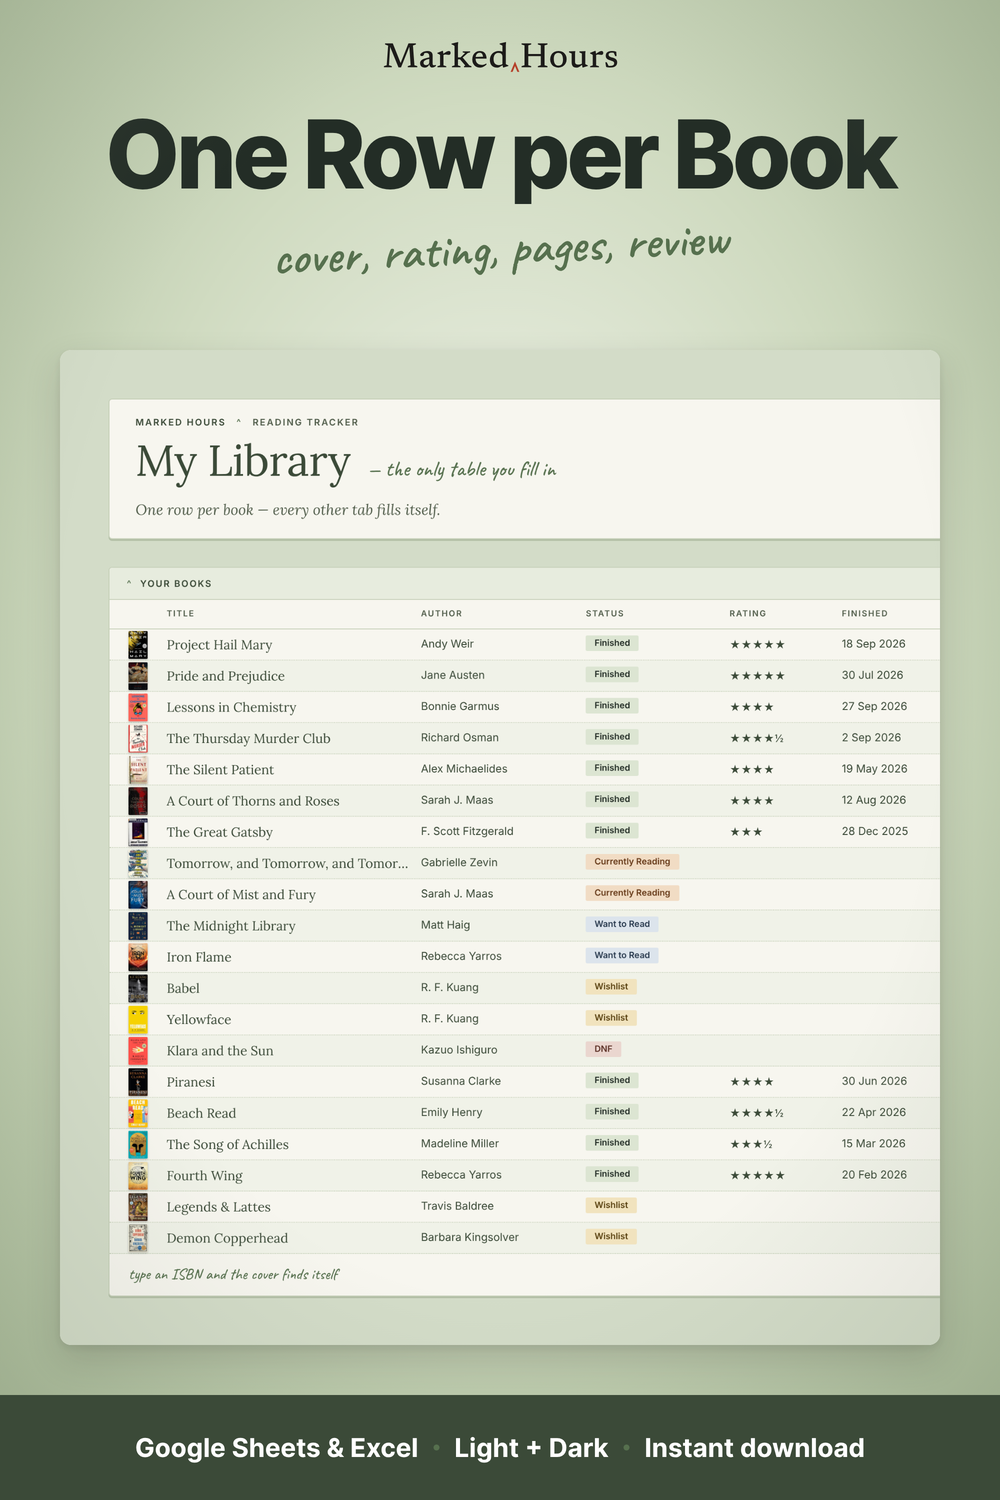 Marked‸Hours
One Row per Book
cover, rating, pages, review
MARKED HOURS ^ READING TRACKER
My Library – the only table you fill in
One row per book — every other tab fills itself.
^ YOUR BOOKS
TITLE AUTHOR STATUS RATING FINISHED
Project Hail Mary Andy Weir Finished ★★★★★ 18 Sep 2026
Pride and Prejudice Jane Austen Finished ★★★★★ 30 Jul 2026
Lessons in Chemistry Bonnie Garmus Finished ★★★★ 27 Sep 2026
The Thursday Murder Club Richard Osman Finished ★★★★½ 2 Sep 2026
The Silent Patient Alex Michaelides Finished ★★★★ 19 May 2026
A Court of Thorns and Roses Sarah J. Maas Finished ★★★★ 12 Aug 2026
The Great Gatsby F. Scott Fitzgerald Finished ★★★ 28 Dec 2025
Tomorrow, and Tomorrow, and Tomor... Gabrielle Zevin Currently Reading
A Court of Mist and Fury Sarah J. Maas Currently Reading
The Midnight Library Matt Haig Want to Read
Iron Flame Rebecca Yarros Want to Read
Babel R. F. Kuang Wishlist
Yellowface R. F. Kuang Wishlist
Klara and the Sun Kazuo Ishiguro DNF
Piranesi Susanna Clarke Finished ★★★★ 30 Jun 2026
Beach Read Emily Henry Finished ★★★★½ 22 Apr 2026
The Song of Achilles Madeline Miller Finished ★★★½ 15 Mar 2026
Fourth Wing Rebecca Yarros Finished ★★★★★ 20 Feb 2026
Legends & Lattes Travis Baldree Wishlist
Demon Copperhead Barbara Kingsolver Wishlist
type an ISBN and the cover finds itself
Google Sheets & Excel • Light + Dark • Instant download